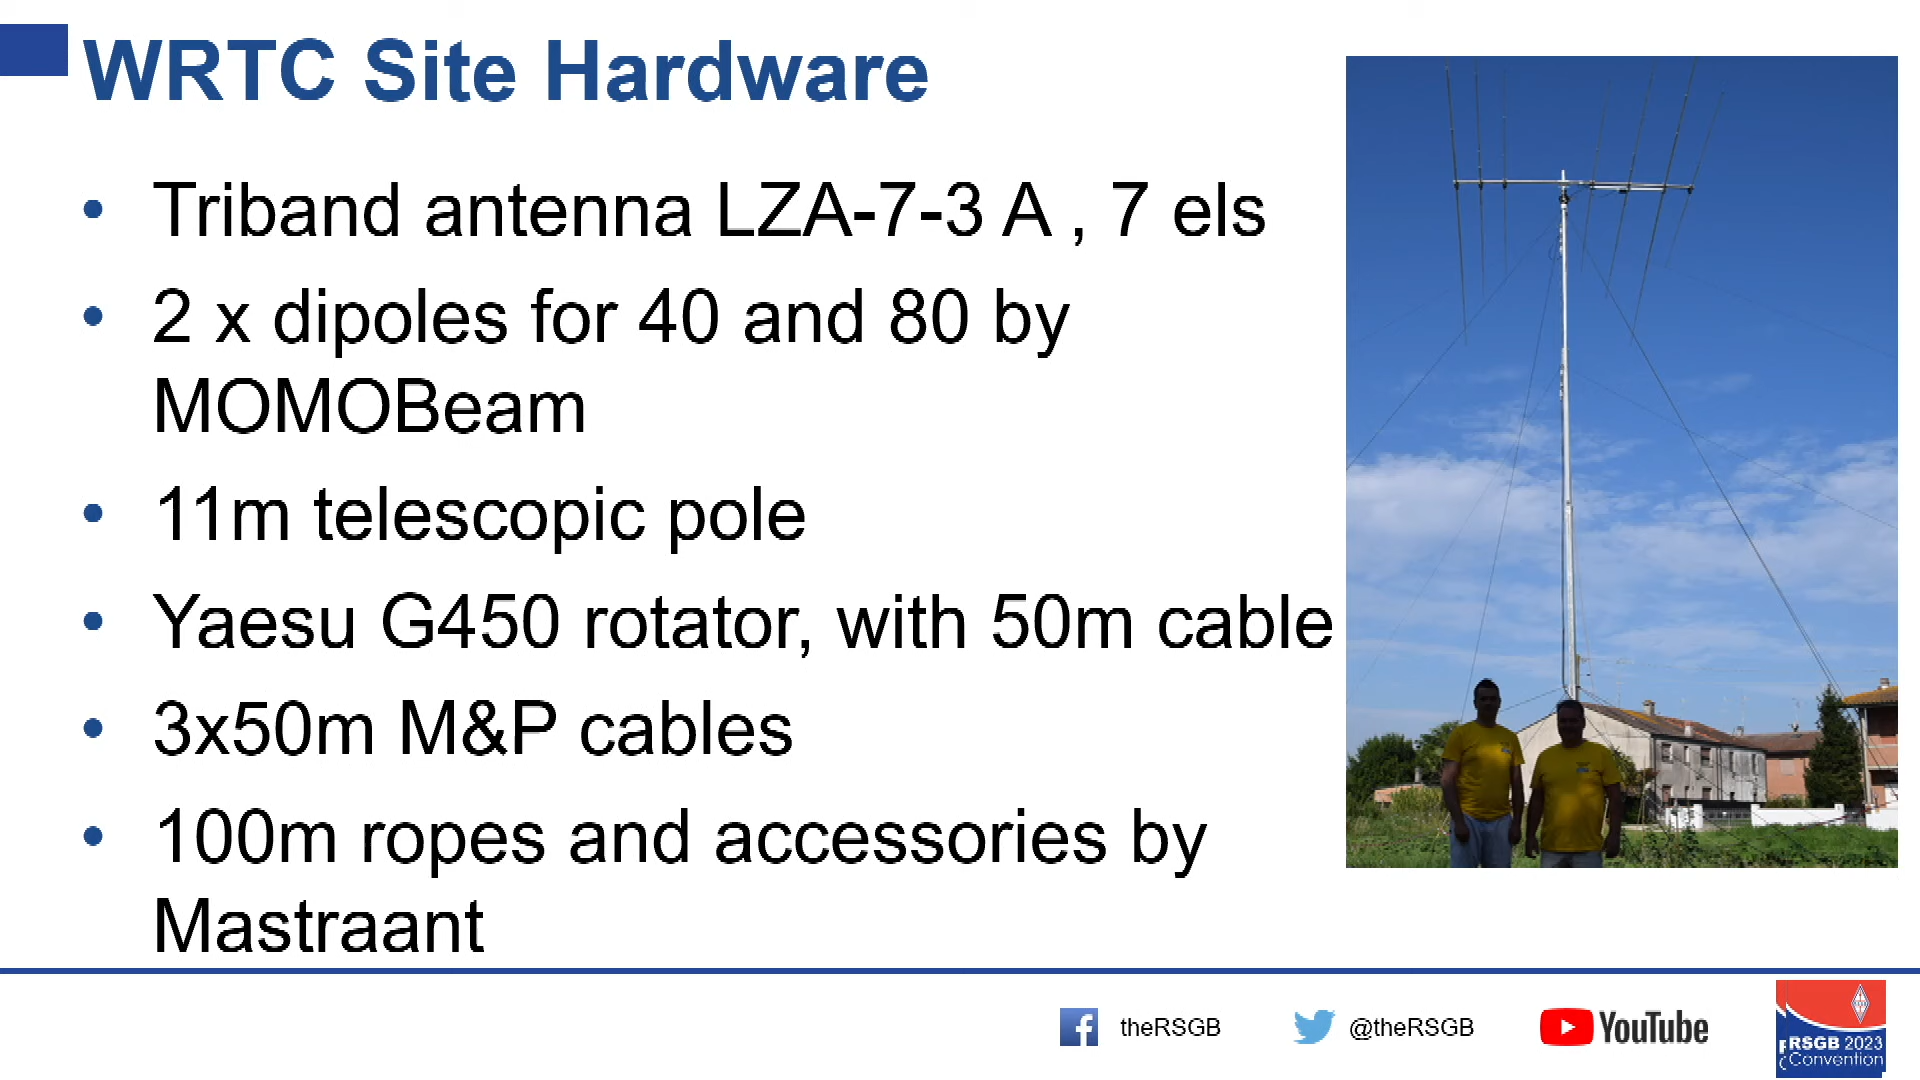 WRTC Site Hardware
• Triband antenna LZA-7-3 A , 7 els
• 2 x dipoles for 40 and 80 by
MOMOBeam
• 11m telescopic pole
• Yaesu G450 rotator, with 50m cable
• 3x50m M&P cables
• 100m ropes and accessories by
Mastraant
theRSGB
@theRSGB
YouTube
RSGB 2023
Convention